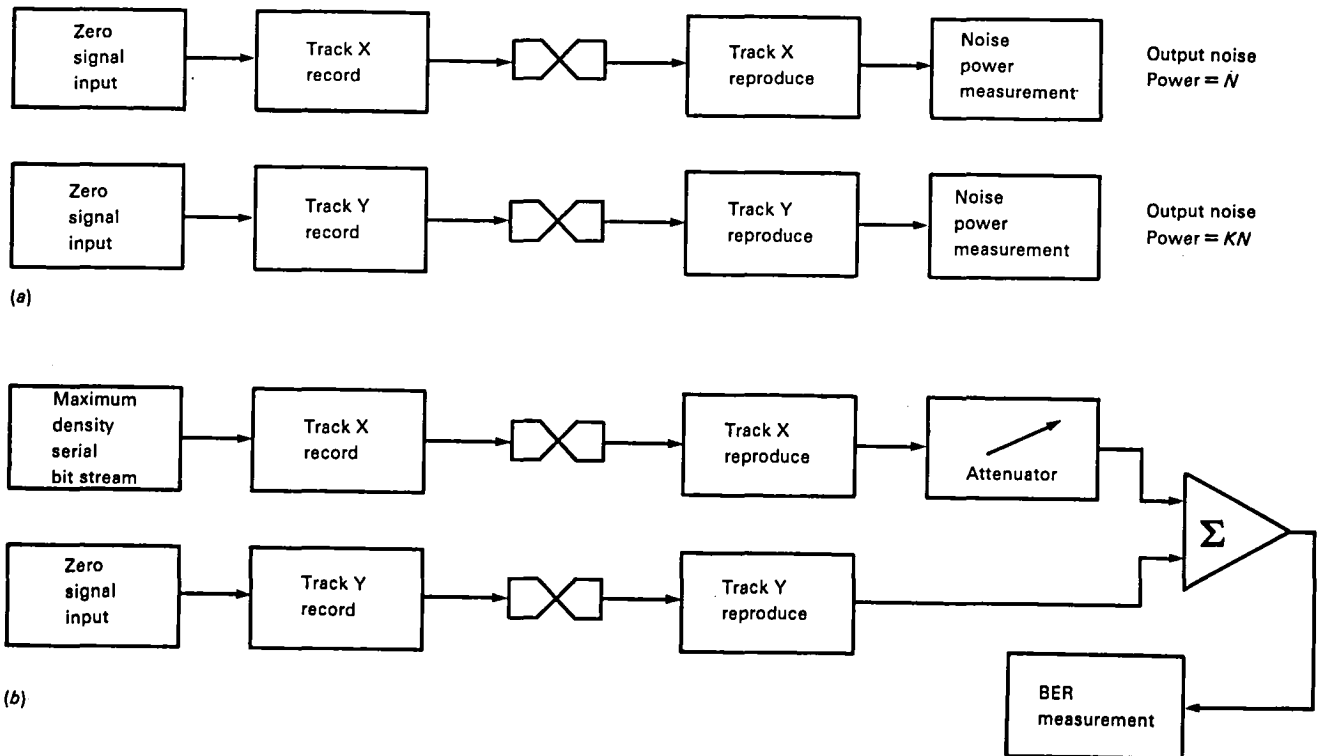 Zero
signal
input
Track X
record
Track X
reproduce
Noise
power
measurement
Output noise
Power = N
Zero
signal
input
Track Y
record
Track Y
reproduce
Noise
power
measurement
Output noise
Power = KN
(a)
Maximum
density
serial
bit stream
Track X
record
Track X
reproduce
Attenuator
Σ
Zero
signal
input
Track Y
record
Track Y
reproduce
BER
measurement
(b)